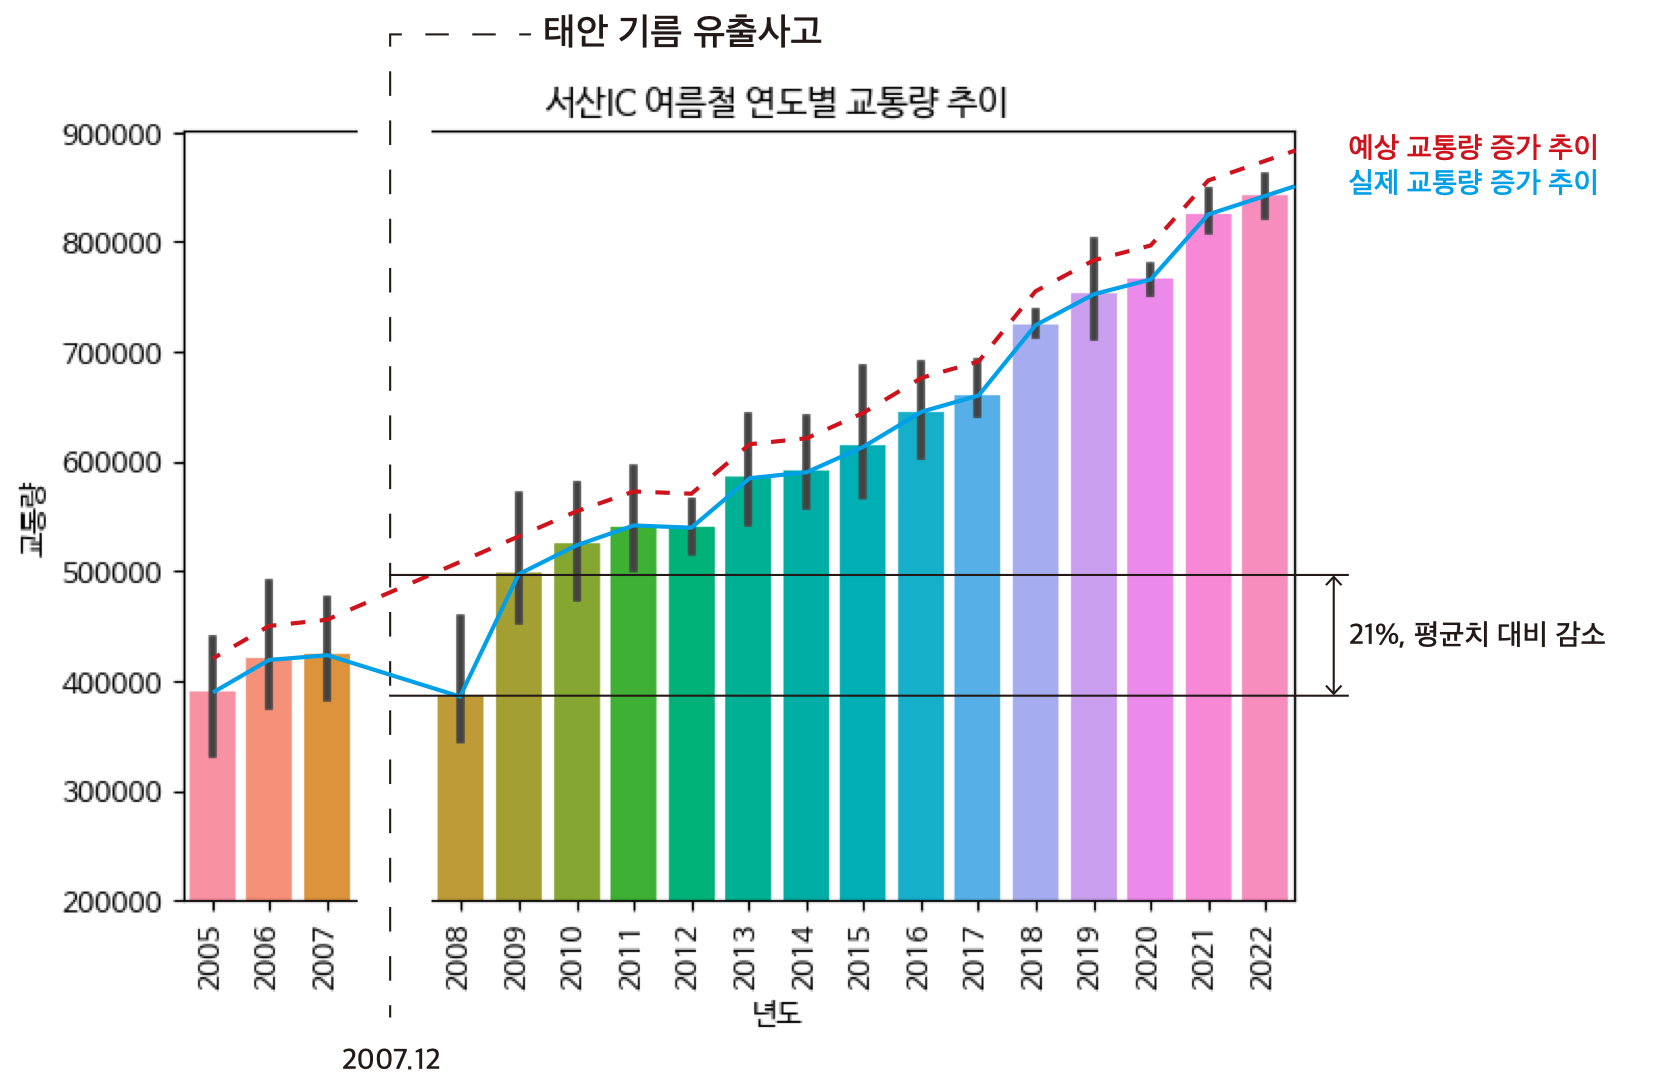 태안 기름 유출사고
서산IC 여름철 연도별 교통량 추이
예상 교통량 증가 추이
실제 교통량 증가 추이
900000
800000
700000
600000
500000
400000
300000
200000
교통량
21%, 평균치 대비 감소
2005 2006 2007 2008 2009 2010 2011 2012 2013 2014 2015 2016 2017 2018 2019 2020 2021 2022
년도
2007.12